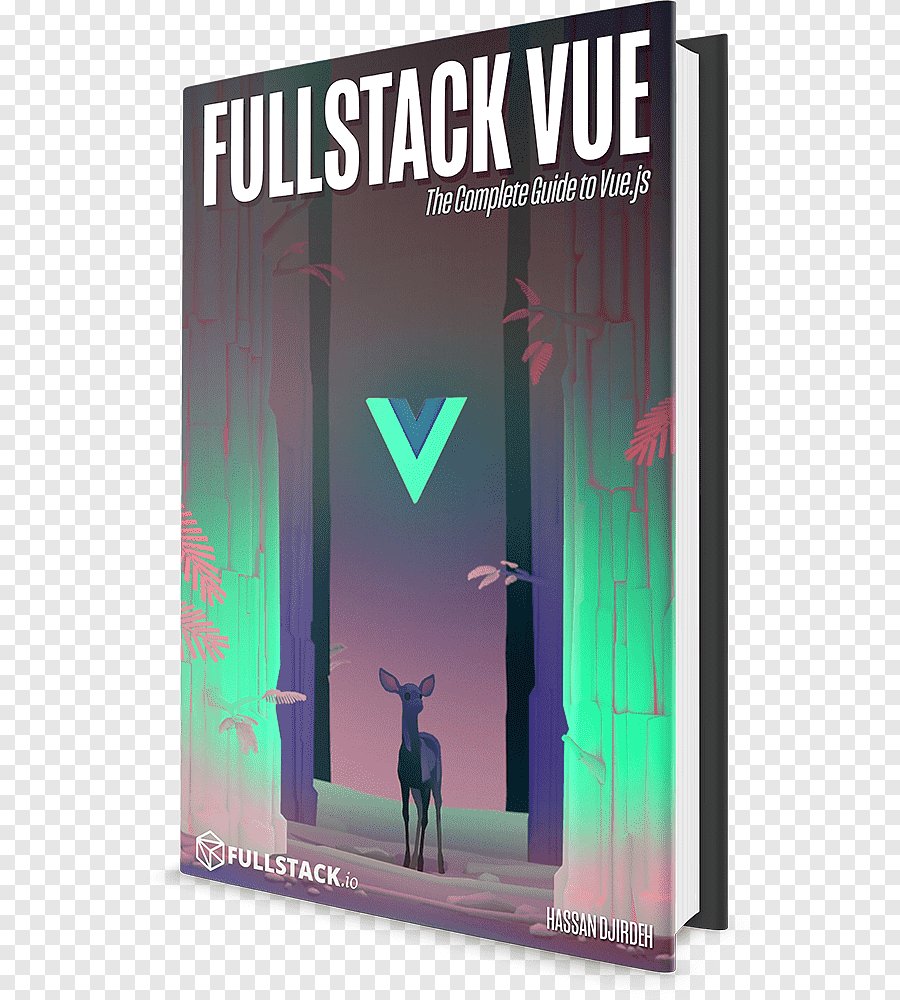 FULLSTACK VUE
The Complete Guide to Vue.js
FULLSTACK.io
HASSAN DJIRDEH